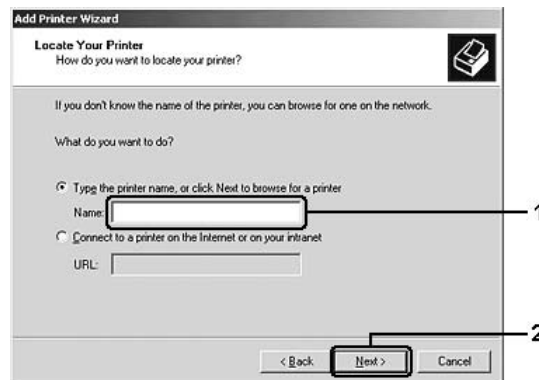 Add Printer Wizard
Locate Your Printer
How do you want to locate your printer?
If you don't know the name of the printer, you can browse for one on the network.
What do you want to do?
Type the printer name, or click Next to browse for a printer
Name:
1
Connect to a printer on the Internet or on your intranet
URL:
2
< Back Next > Cancel